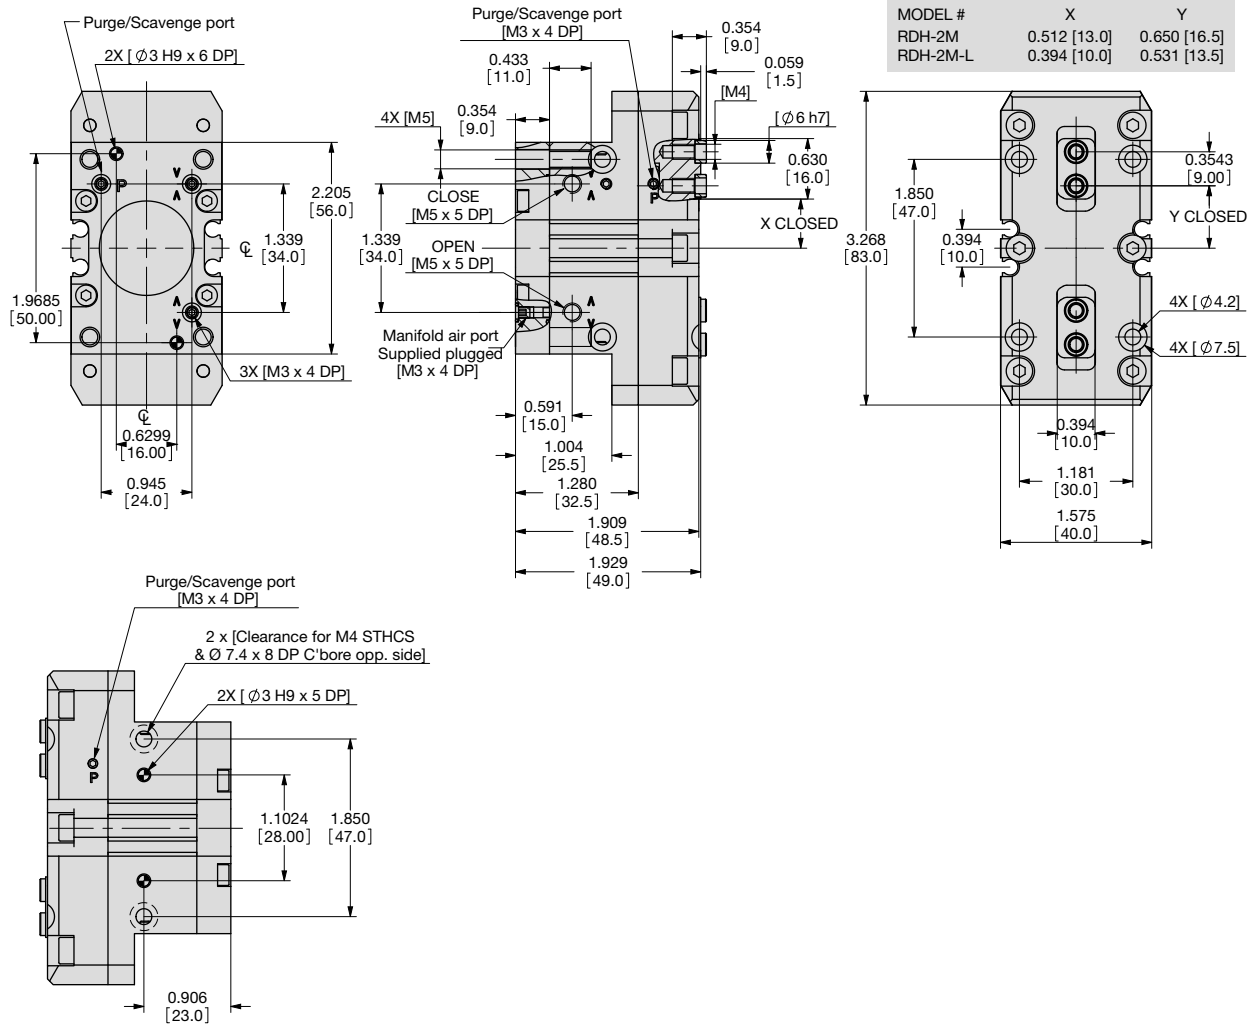 Purge/Scavenge port
2X [ ∅3 H9 x 6 DP]
P
V
Λ
Λ
V
℄
2.205
[56.0]
1.339
[34.0]
1.9685
[50.00]
3X [M3 x 4 DP]
℄
0.6299
[16.00]
0.945
[24.0]
Purge/Scavenge port
[M3 x 4 DP]
0.354
[9.0]
0.433
[11.0]
0.059
[1.5]
[M4]
4X [M5]
0.354
[9.0]
[∅6 h7]
0.630
[16.0]
CLOSE
[M5 x 5 DP]
V
Λ
P
X CLOSED
1.339
[34.0]
OPEN
[M5 x 5 DP]
Λ
V
Manifold air port
Supplied plugged
[M3 x 4 DP]
0.591
[15.0]
1.004
[25.5]
1.280
[32.5]
1.909
[48.5]
1.929
[49.0]
MODEL # X Y
RDH-2M 0.512 [13.0] 0.650 [16.5]
RDH-2M-L 0.394 [10.0] 0.531 [13.5]
0.3543
[9.00]
1.850
[47.0]
Y CLOSED
3.268
[83.0]
0.394
[10.0]
4X [∅4.2]
4X [∅7.5]
0.394
[10.0]
1.181
[30.0]
1.575
[40.0]
Purge/Scavenge port
[M3 x 4 DP]
2 x [Clearance for M4 STHCS
& Ø 7.4 x 8 DP C'bore opp. side]
2X [ ∅3 H9 x 5 DP]
P
1.1024
[28.00]
1.850
[47.0]
0.906
[23.0]